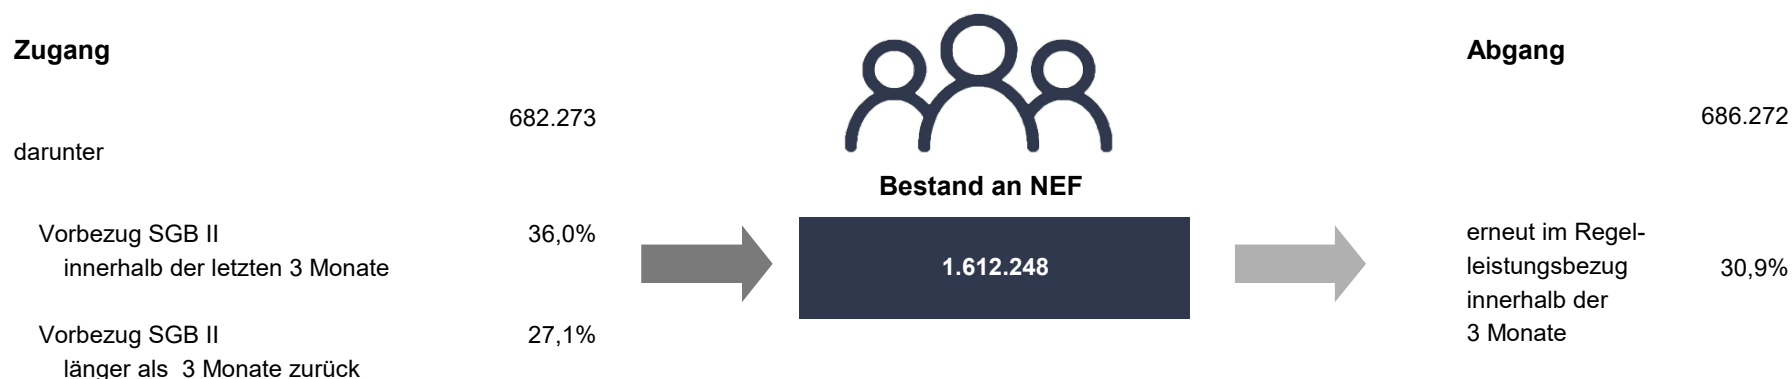 Zugang
682.273
darunter
Vorbezug SGB II 36,0%
innerhalb der letzten 3 Monate
Vorbezug SGB II 27,1%
länger als 3 Monate zurück
Bestand an NEF
1.612.248
Abgang
686.272
erneut im Regel-
leistungsbezug 30,9%
innerhalb der
3 Monate